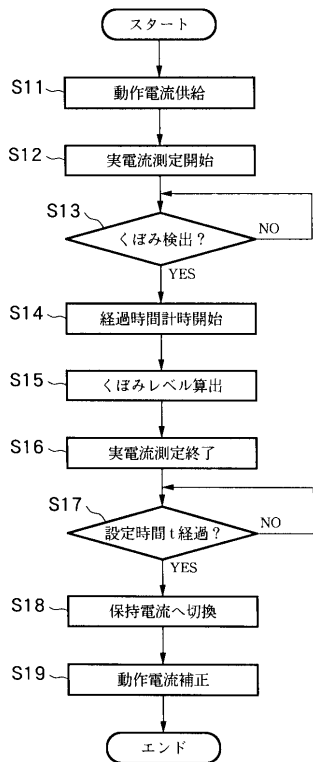 スタート
S11
動作電流供給
S12
実電流測定開始
S13
くぼみ検出？
NO
YES
S14
経過時間計時開始
S15
くぼみレベル算出
S16
実電流測定終了
S17
設定時間t経過？
NO
YES
S18
保持電流へ切換
S19
動作電流補正
エンド